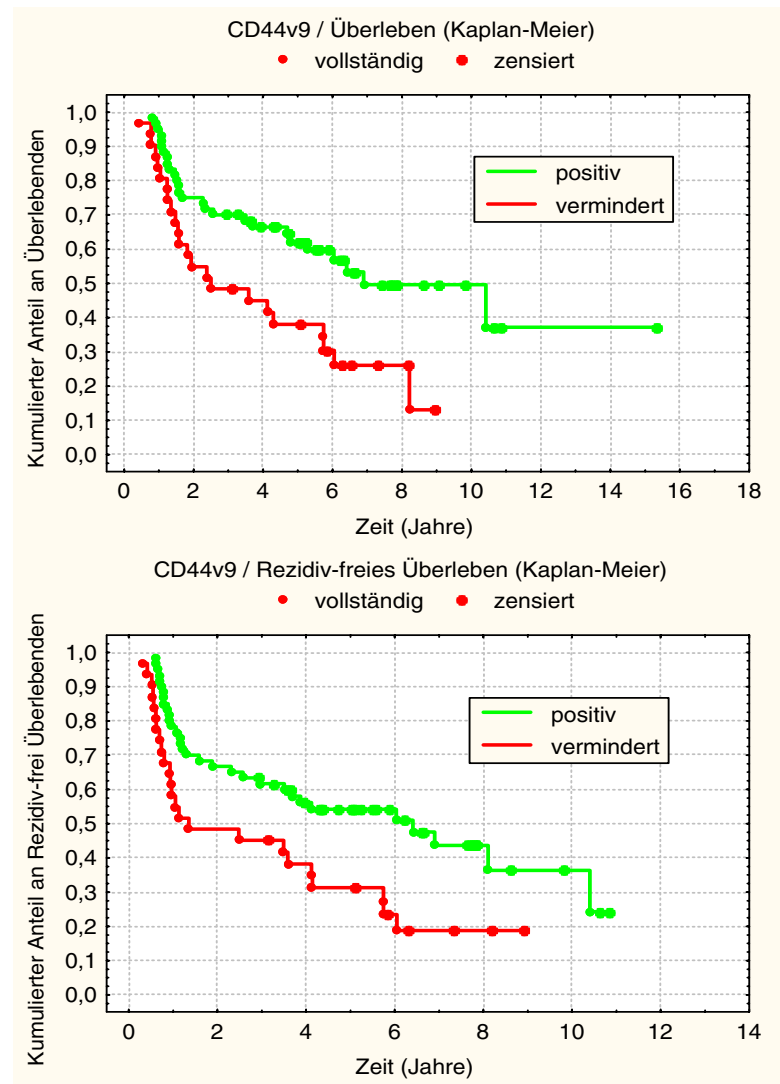 CD44v9 / Überleben (Kaplan-Meier)
vollständig zensiert
Kumulierter Anteil an Überlebenden
1,0
0,9
0,8
0,7
0,6
0,5
0,4
0,3
0,2
0,1
0,0
positiv
vermindert
0 2 4 6 8 10 12 14 16 18
Zeit (Jahre)
CD44v9 / Rezidiv-freies Überleben (Kaplan-Meier)
vollständig zensiert
Kumulierter Anteil an Rezidiv-frei Überlebenden
1,0
0,9
0,8
0,7
0,6
0,5
0,4
0,3
0,2
0,1
0,0
positiv
vermindert
0 2 4 6 8 10 12 14
Zeit (Jahre)